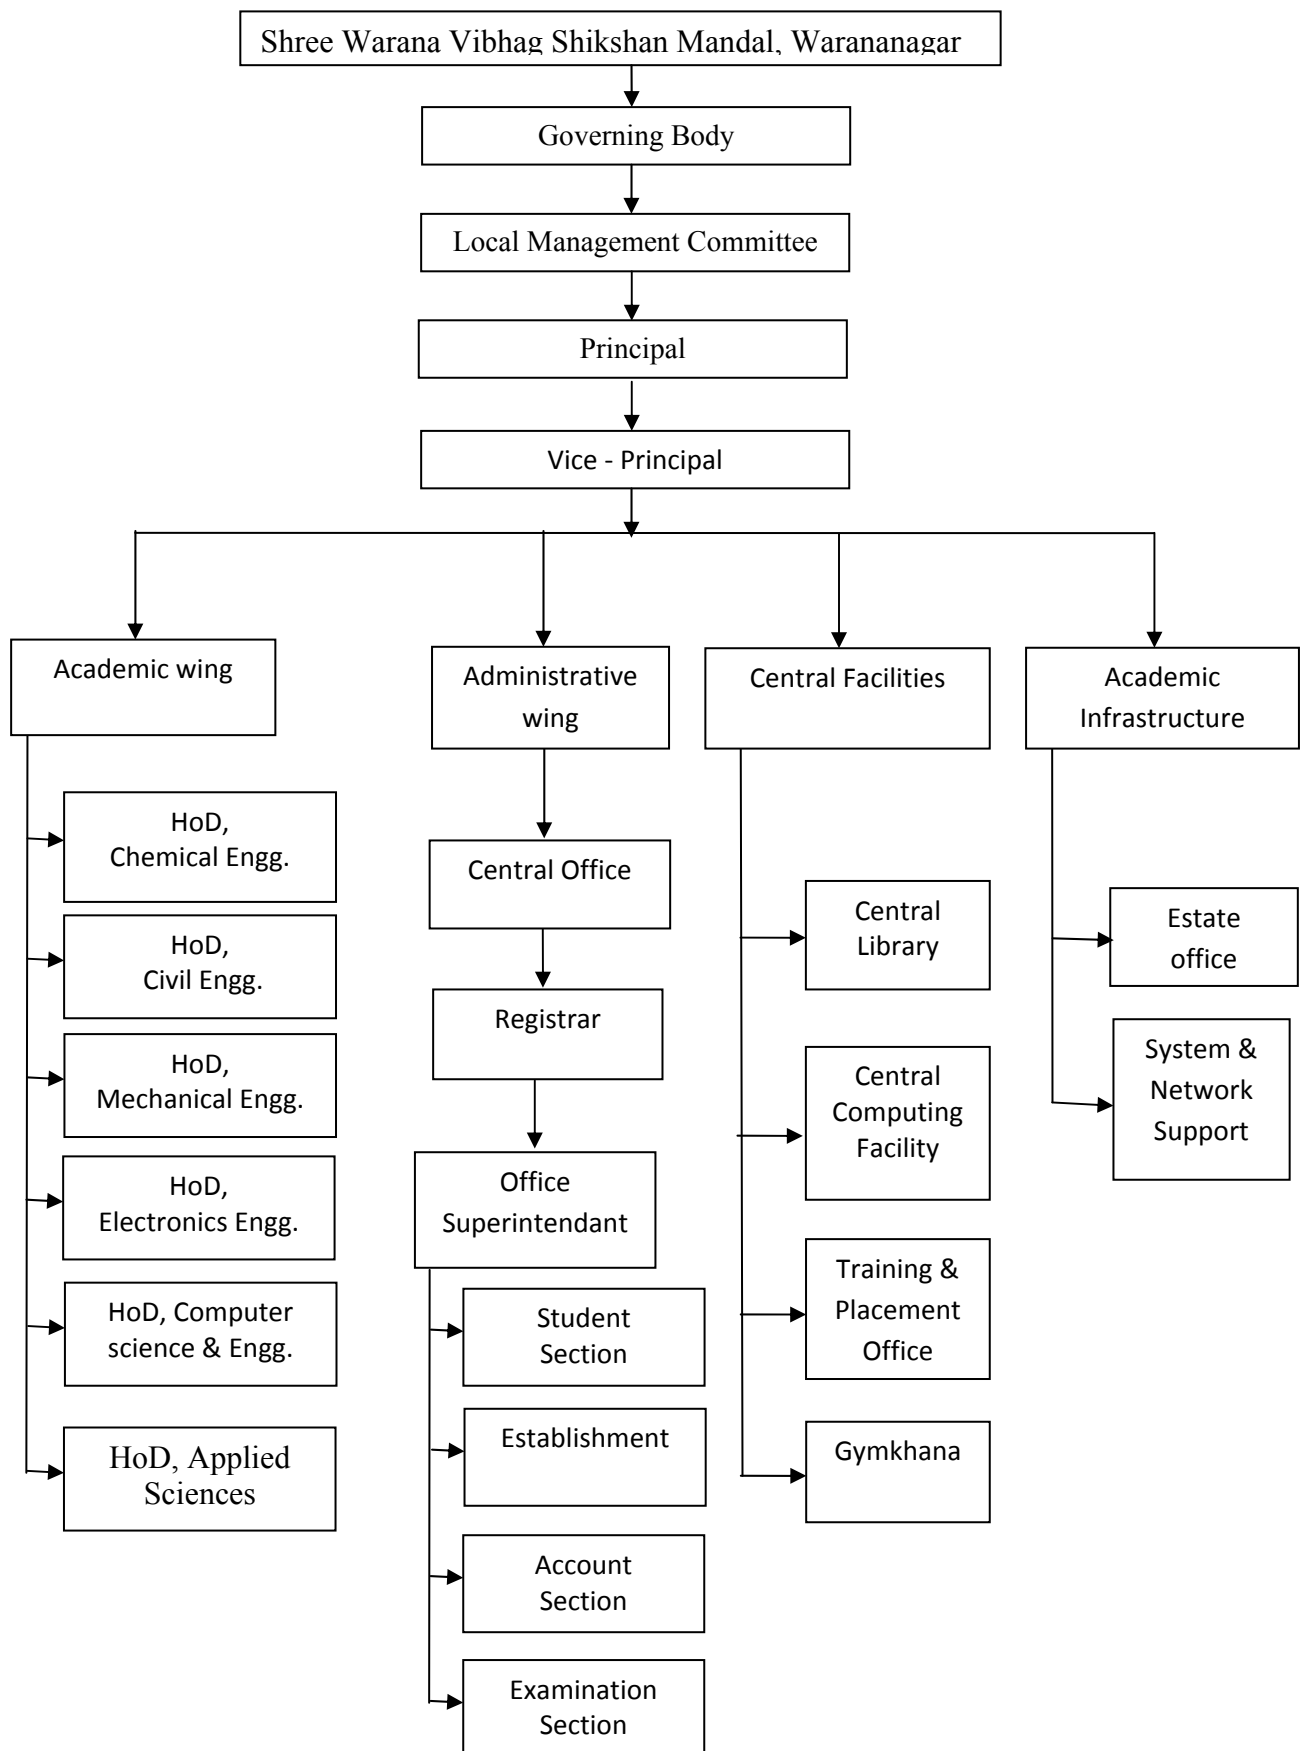 Shree Warana Vibhag Shikshan Mandal, Warananagar
Governing Body
Local Management Committee
Principal
Vice - Principal
Academic wing
HoD,
Chemical Engg.
HoD,
Civil Engg.
HoD,
Mechanical Engg.
HoD,
Electronics Engg.
HoD, Computer
science & Engg.
HoD, Applied
Sciences
Administrative
wing
Central Office
Registrar
Office
Superintendant
Student
Section
Establishment
Account
Section
Examination
Section
Central Facilities
Central
Library
Central
Computing
Facility
Training &
Placement
Office
Gymkhana
Academic
Infrastructure
Estate
office
System &
Network
Support